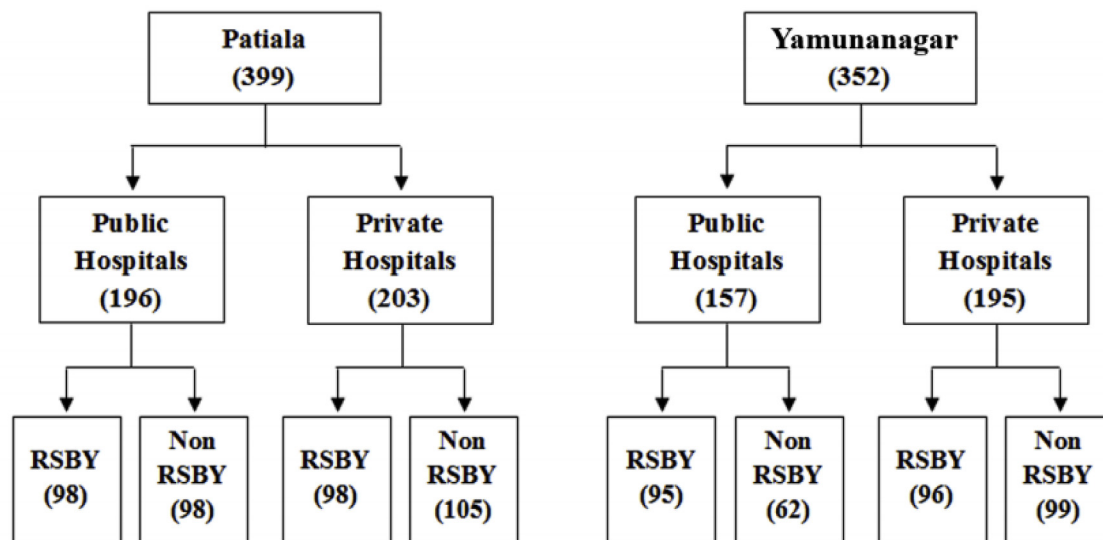 Patiala
(399)
Yamunanagar
(352)
Public
Hospitals
(196)
Private
Hospitals
(203)
Public
Hospitals
(157)
Private
Hospitals
(195)
RSBY
(98)
Non
RSBY
(98)
RSBY
(98)
Non
RSBY
(105)
RSBY
(95)
Non
RSBY
(62)
RSBY
(96)
Non
RSBY
(99)